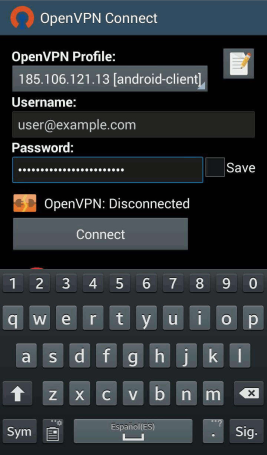 OpenVPN Connect
OpenVPN Profile:
185.106.121.13 [android-client]
Username:
user@example.com
Password:
••••••••••••••••••••••••
Save
OpenVPN: Disconnected
Connect
1 2 3 4 5 6 7 8 9 0
q w e r t y u i o p
a s d f g h j k l
z x c v b n m
Sym
Español(ES)
.
Sig.